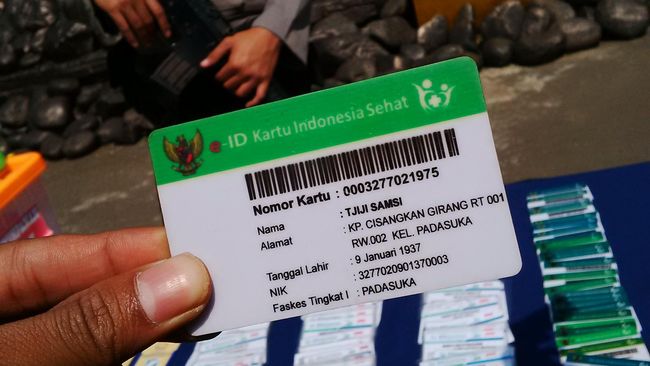 e-ID Kartu Indonesia Sehat
Nomor Kartu : 0003277021975
Nama : TJIJI SAMSI
Alamat : KP. CISANGKAN GIRANG RT 001
RW.002 KEL. PADASUKA
Tanggal Lahir : 9 Januari 1937
NIK : 3277020901370003
Faskes Tingkat I : PADASUKA